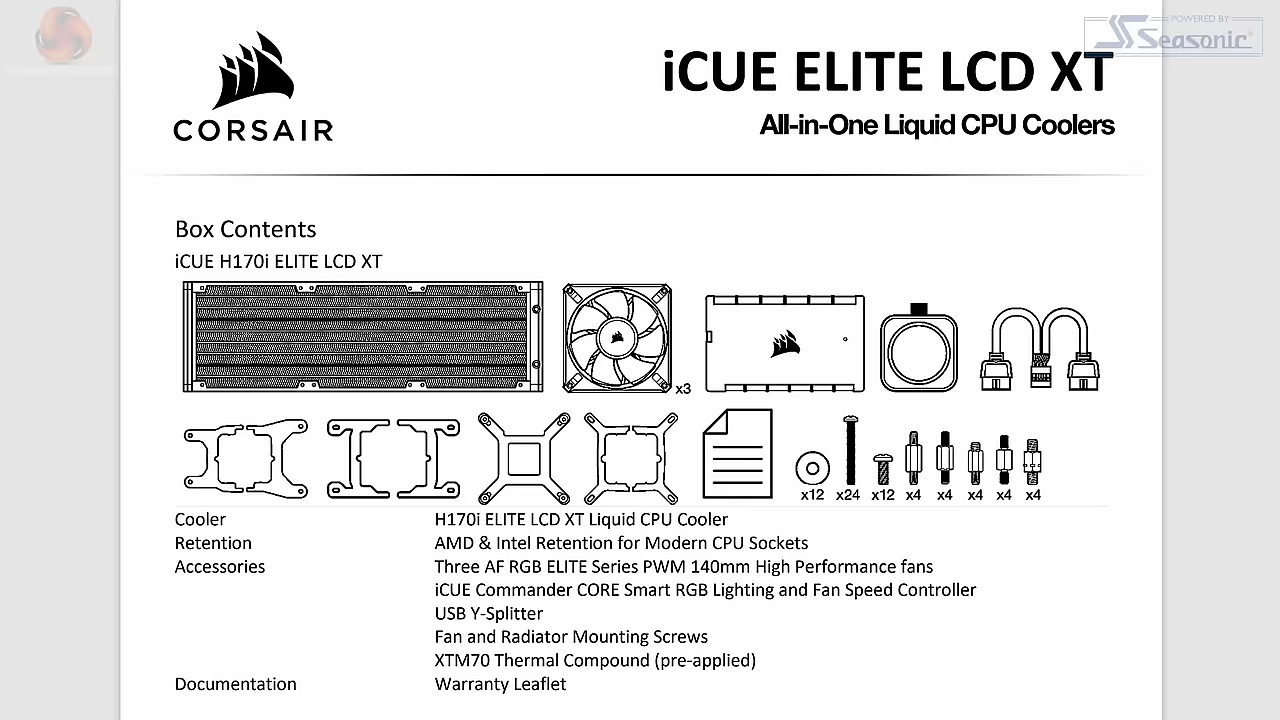 POWERED BY
Seasonic
CORSAIR
iCUE ELITE LCD XT
All-in-One Liquid CPU Coolers
Box Contents
iCUE H170i ELITE LCD XT
x3
x12 x24 x12 x4 x4 x4 x4 x4
Cooler H170i ELITE LCD XT Liquid CPU Cooler
Retention AMD & Intel Retention for Modern CPU Sockets
Accessories Three AF RGB ELITE Series PWM 140mm High Performance fans
iCUE Commander CORE Smart RGB Lighting and Fan Speed Controller
USB Y-Splitter
Fan and Radiator Mounting Screws
XTM70 Thermal Compound (pre-applied)
Documentation Warranty Leaflet